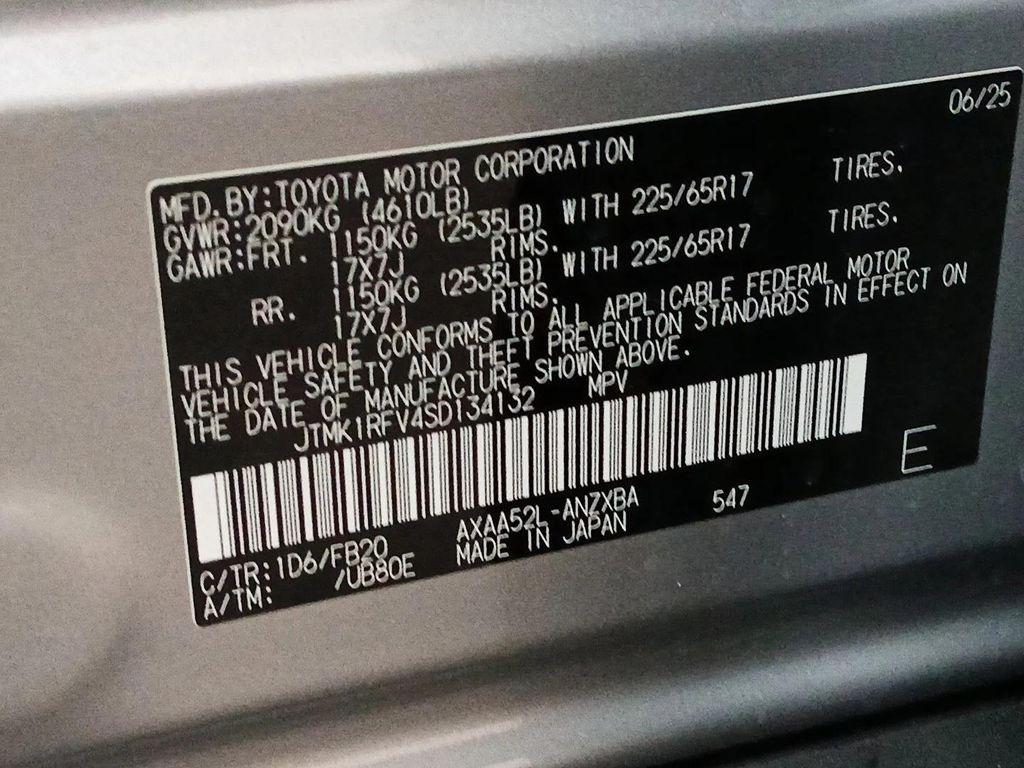 06/25
MFD. BY: TOYOTA MOTOR CORPORATION
GVWR: 2090KG (4610LB)
GAWR: FRT. 1150KG (2535LB) WITH 225/65R17 TIRES.
17X7J RIMS.
RR. 1150KG (2535LB) WITH 225/65R17 TIRES.
17X7J RIMS.
THIS VEHICLE CONFORMS TO ALL APPLICABLE FEDERAL MOTOR
VEHICLE SAFETY AND THEFT PREVENTION STANDARDS IN EFFECT ON
THE DATE OF MANUFACTURE SHOWN ABOVE.
JTMK1RFV4SD134132 MPV
E
C/TR: 1D6/FB20 AXAA52L-ANZXBA 547
A/TM: /UB80E MADE IN JAPAN